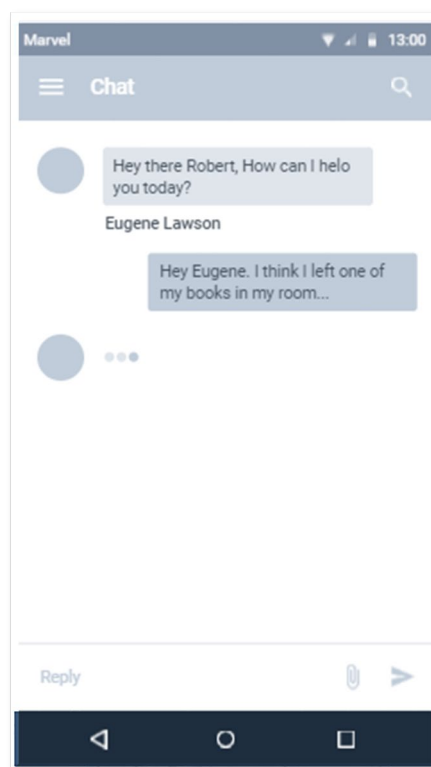 Marvel 13:00
Chat
Hey there Robert, How can I helo
you today?
Eugene Lawson
Hey Eugene. I think I left one of
my books in my room...
Reply